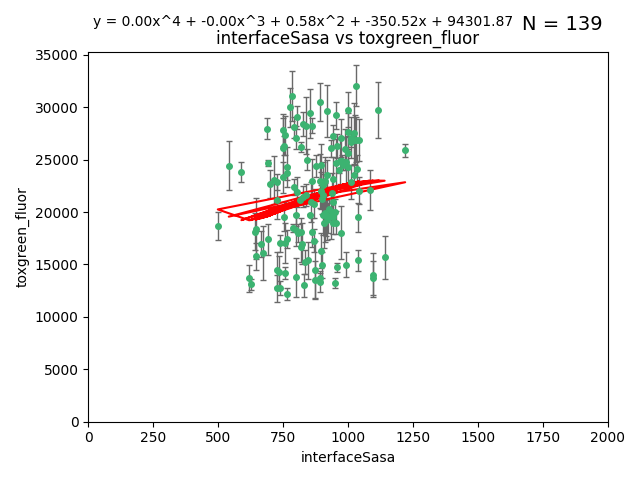 y = 0.00x^4 + -0.00x^3 + 0.58x^2 + -350.52x + 94301.87 N = 139
interfaceSasa vs toxgreen_fluor
35000
30000
25000
20000
15000
10000
5000
0
toxgreen_fluor
0 250 500 750 1000 1250 1500 1750 2000
interfaceSasa